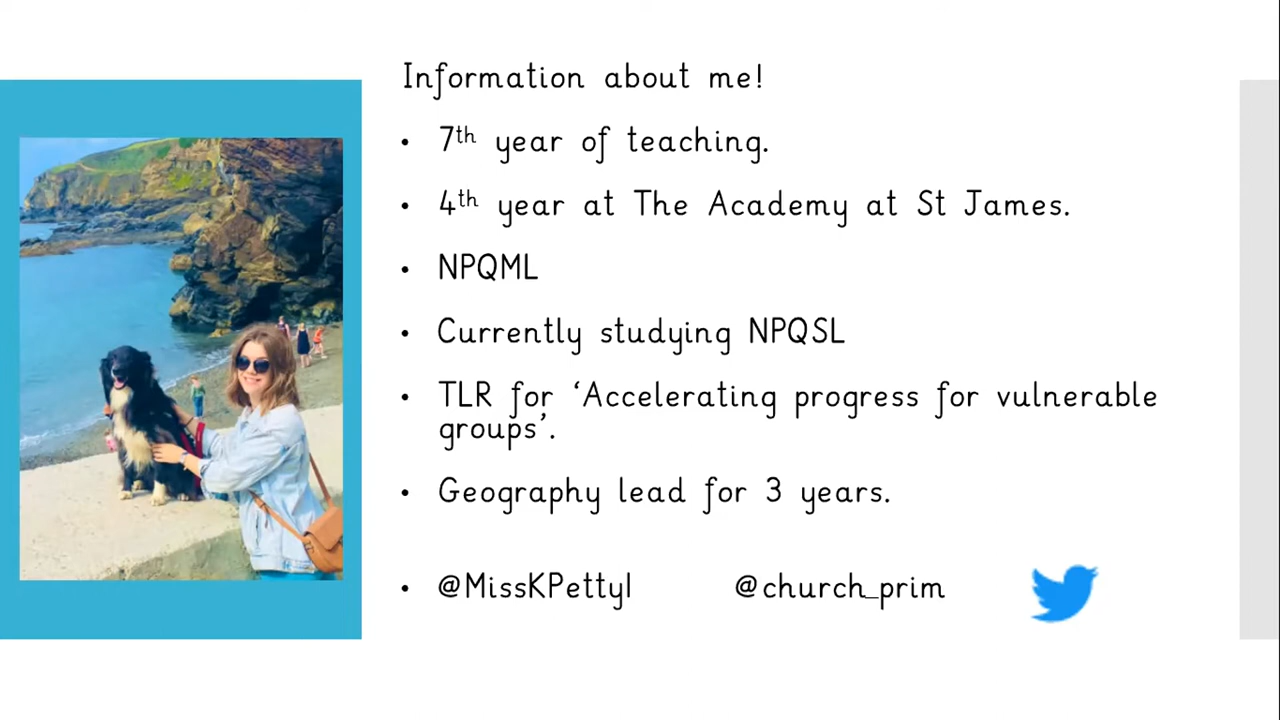 Information about me!
• 7th year of teaching.
• 4th year at The Academy at St James.
• NPQML
• Currently studying NPQSL
• TLR for ‘Accelerating progress for vulnerable
groups’.
• Geography lead for 3 years.
• @MissKPetty1 @church_prim